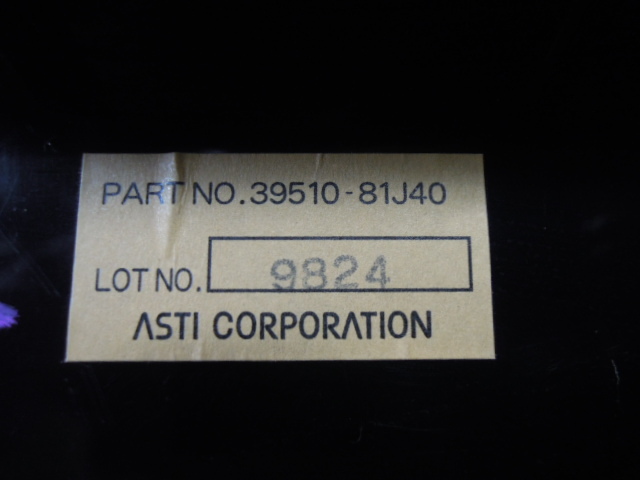 PART NO.39510-81J40
LOT NO. 9824
ASTI CORPORATION